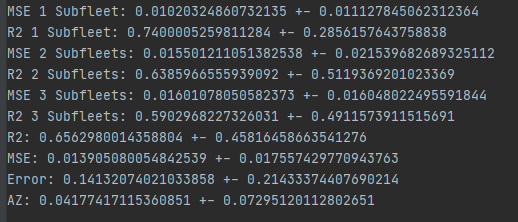 MSE 1 Subfleet: 0.01020324860732135 +- 0.011127845062312364
R2 1 Subfleet: 0.7400005259811284 +- 0.2856157643758838
MSE 2 Subfleets: 0.015501211051382538 +- 0.021539682689325112
R2 2 Subfleets: 0.6385966555939092 +- 0.5119369201023369
MSE 3 Subfleets: 0.01601078050582373 +- 0.016048022495591844
R2 3 Subfleets: 0.5902968227326031 +- 0.4911573911515691
R2: 0.6562980014358804 +- 0.45816458663541276
MSE: 0.013905080054842539 +- 0.017557429770943763
Error: 0.14132074021033858 +- 0.21433374407690214
AZ: 0.04177417115360851 +- 0.07295120112802651